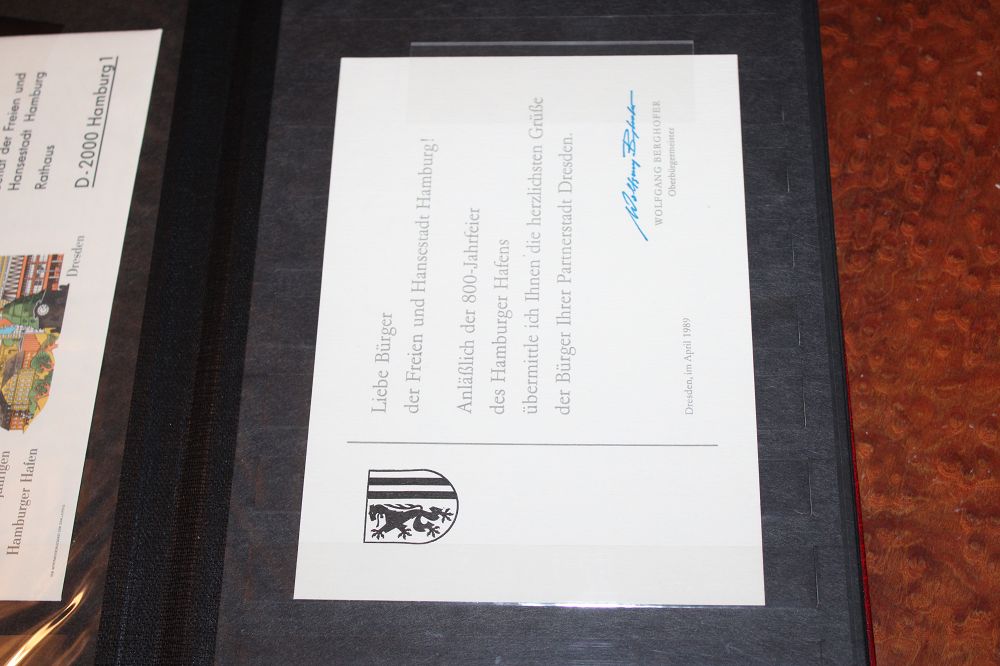 Hansestadt Hamburg
Rathaus
D-2000 Hamburg 1
Dresden
Hamburger Hafen
Liebe Bürger
der Freien und Hansestadt Hamburg!
Anläßlich der 800-Jahrfeier
des Hamburger Hafens
übermittle ich Ihnen die herzlichsten Grüße
der Bürger Ihrer Partnerstadt Dresden.
Wolfgang Berghofer
WOLFGANG BERGHOFER
Oberbürgermeister
Dresden, im April 1989